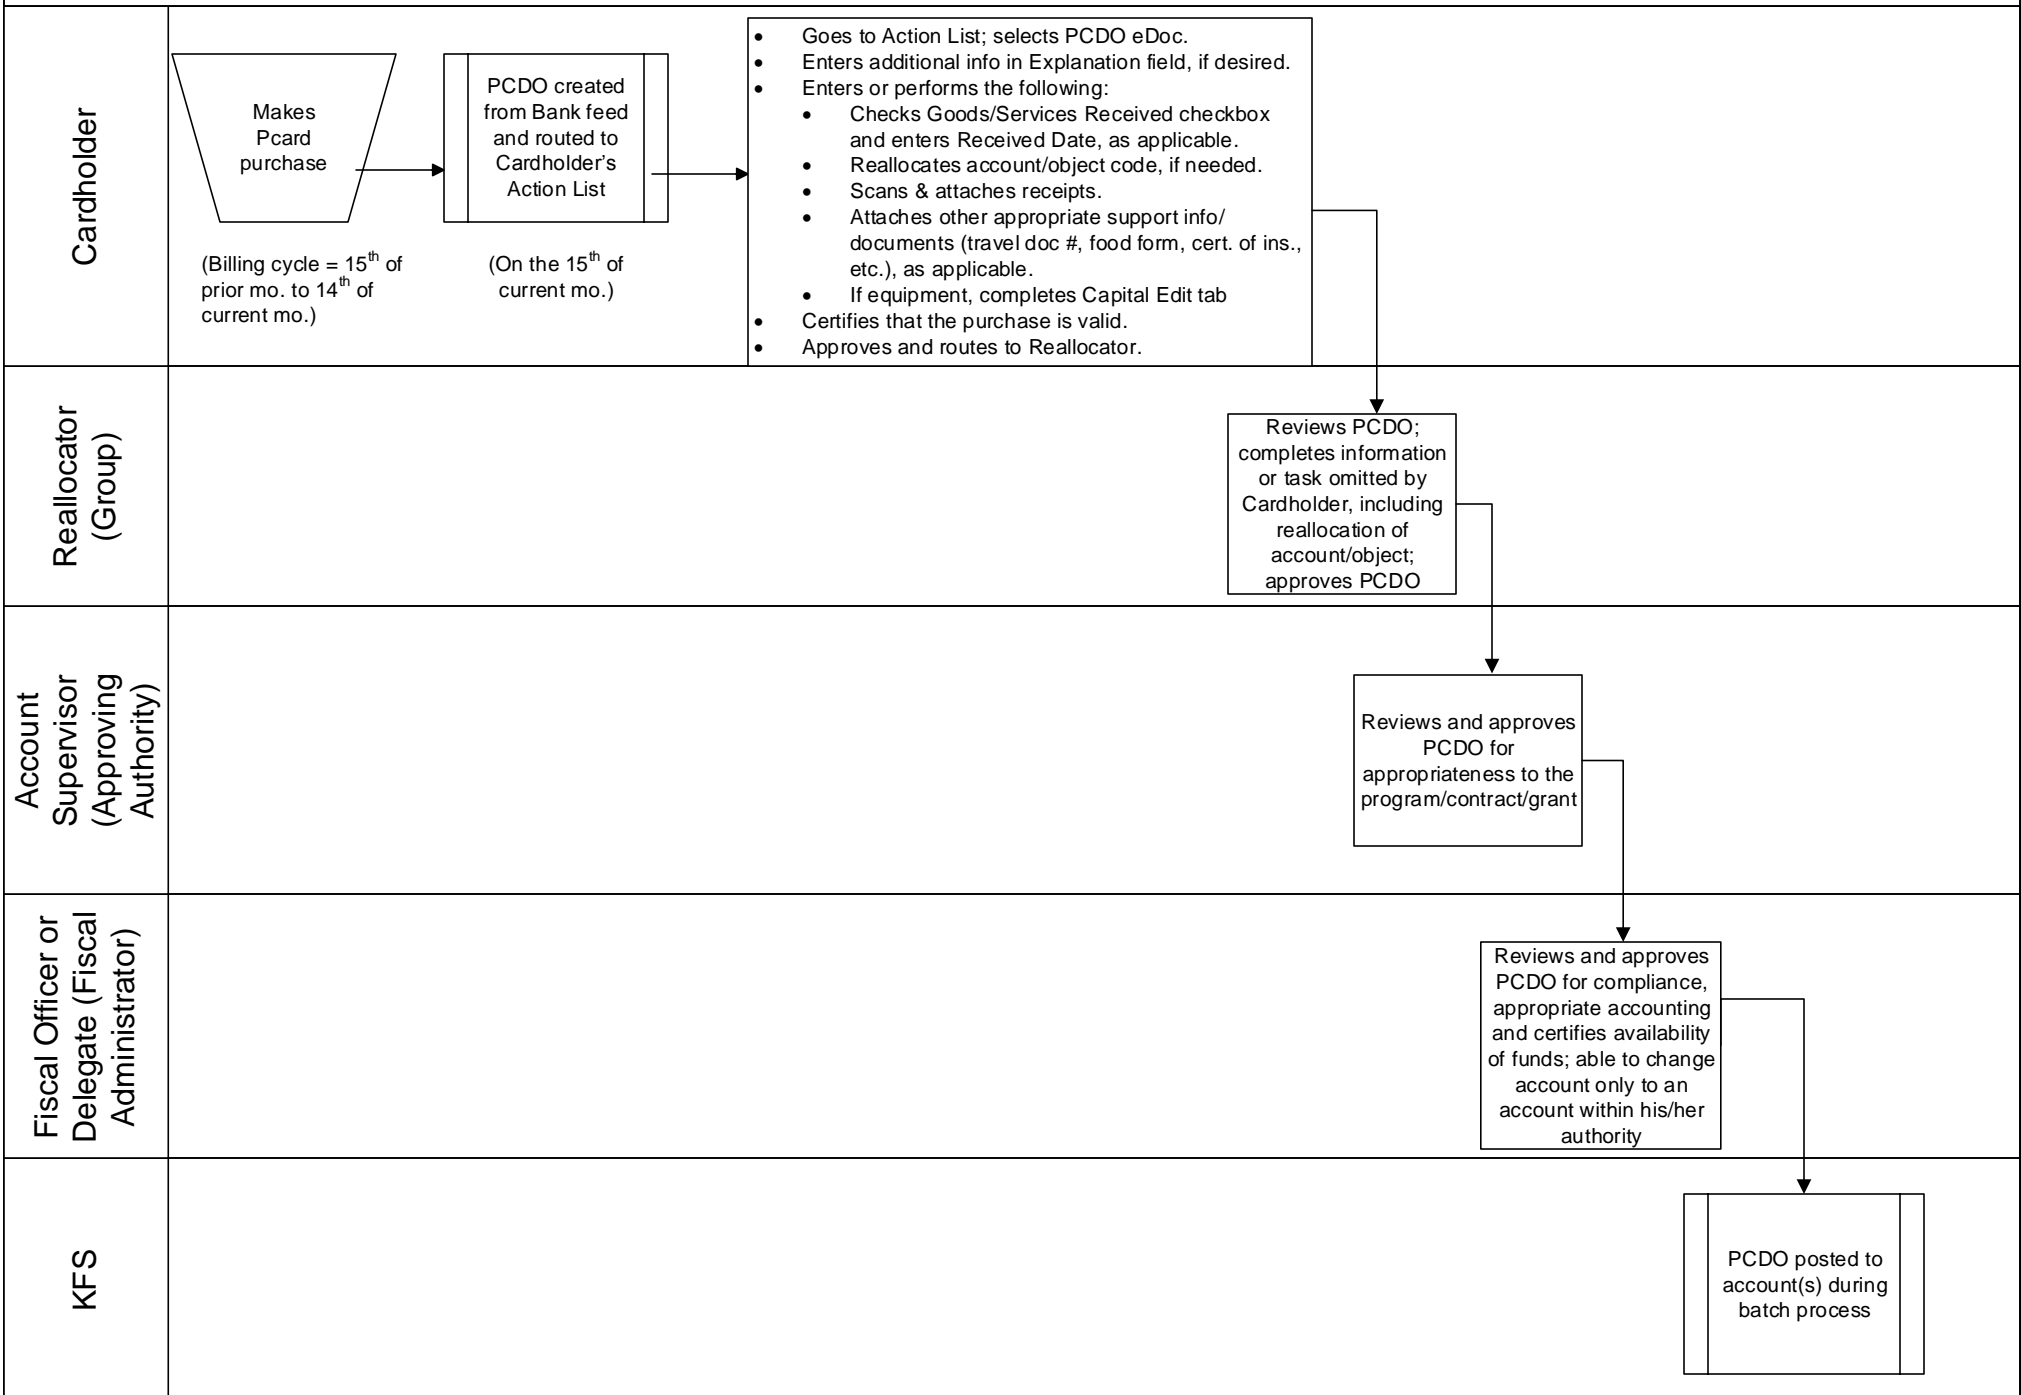 Cardholder
Makes
Pcard
purchase
(Billing cycle = 15th of
prior mo. to 14th of
current mo.)
PCDO created
from Bank feed
and routed to
Cardholder's
Action List
(On the 15th of
current mo.)
• Goes to Action List; selects PCDO eDoc.
• Enters additional info in Explanation field, if desired.
• Enters or performs the following:
• Checks Goods/Services Received checkbox
and enters Received Date, as applicable.
• Reallocates account/object code, if needed.
• Scans & attaches receipts.
• Attaches other appropriate support info/
documents (travel doc #, food form, cert. of ins.,
etc.), as applicable.
• If equipment, completes Capital Edit tab
• Certifies that the purchase is valid.
• Approves and routes to Reallocator.
Reallocator
(Group)
Reviews PCDO;
completes information
or task omitted by
Cardholder, including
reallocation of
account/object;
approves PCDO
Account
Supervisor
(Approving
Authority)
Reviews and approves
PCDO for
appropriateness to the
program/contract/grant
Fiscal Officer or
Delegate (Fiscal
Administrator)
Reviews and approves
PCDO for compliance,
appropriate accounting
and certifies availability
of funds; able to change
account only to an
account within his/her
authority
KFS
PCDO posted to
account(s) during
batch process